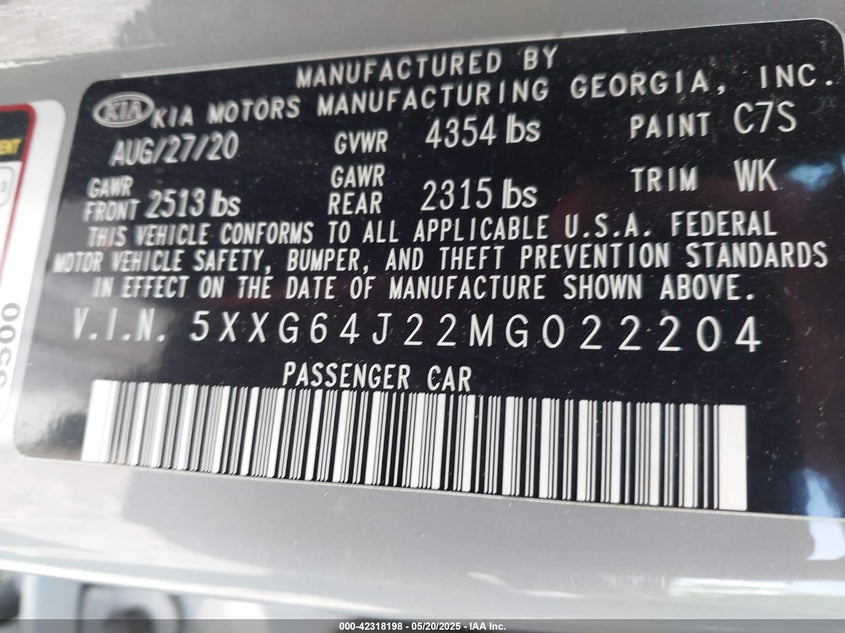 MANUFACTURED BY
KIA KIA MOTORS MANUFACTURING GEORGIA, INC.
AUG/27/20 GVWR 4354 lbs PAINT C7S
GAWR FRONT 2513 lbs GAWR REAR 2315 lbs TRIM WK
THIS VEHICLE CONFORMS TO ALL APPLICABLE U.S.A. FEDERAL
MOTOR VEHICLE SAFETY, BUMPER, AND THEFT PREVENTION STANDARDS
IN EFFECT ON THE DATE OF MANUFACTURE SHOWN ABOVE.
V.I.N. 5XXG64J22MG022204
PASSENGER CAR
000-42318198 - 05/20/2025 - IAA Inc.